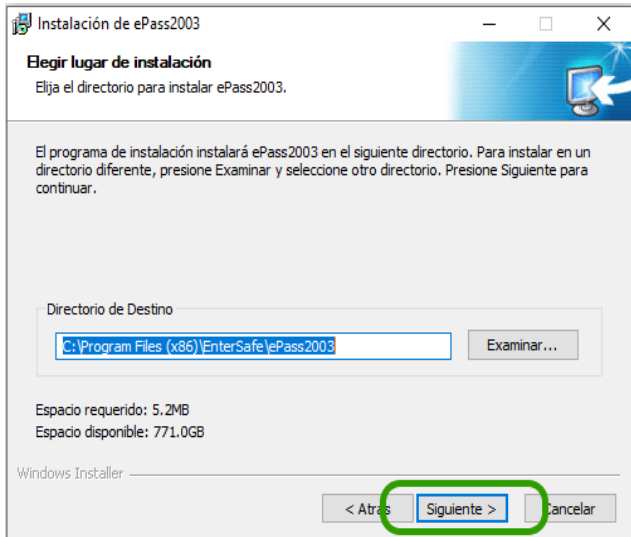 Instalación de ePass2003
Elegir lugar de instalación
Elija el directorio para instalar ePass2003.
El programa de instalación instalará ePass2003 en el siguiente directorio. Para instalar en un
directorio diferente, presione Examinar y seleccione otro directorio. Presione Siguiente para
continuar.
Directorio de Destino
C:\Program Files (x86)\EnterSafe\ePass2003
Examinar...
Espacio requerido: 5.2MB
Espacio disponible: 771.0GB
Windows Installer
< Atrás Siguiente > Cancelar